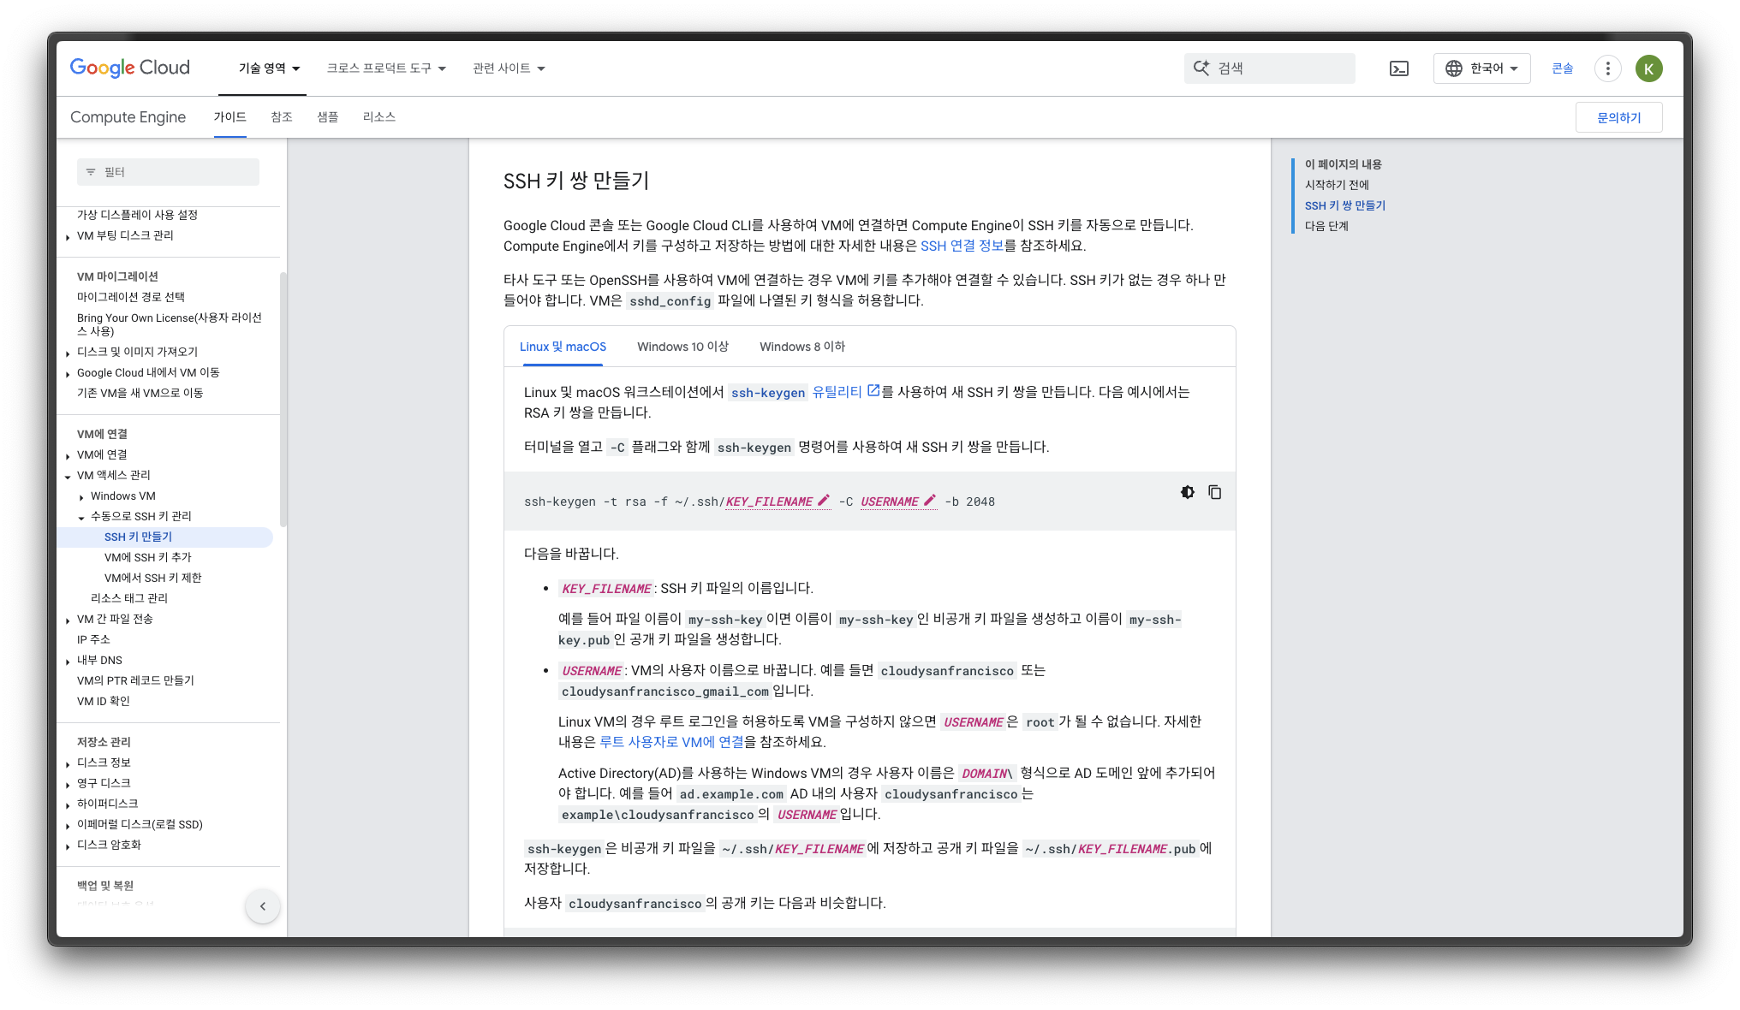 Google Cloud
기술 영역
크로스 프로덕트 도구
관련 사이트
검색
한국어
콘솔
K
Compute Engine
가이드
참조
샘플
리소스
문의하기
필터
가상 디스플레이 사용 설정
VM 부팅 디스크 관리
VM 마이그레이션
마이그레이션 경로 선택
Bring Your Own License(사용자 라이선
스 사용)
디스크 및 이미지 가져오기
Google Cloud 내에서 VM 이동
기존 VM을 새 VM으로 이동
VM에 연결
VM에 연결
VM 액세스 관리
Windows VM
수동으로 SSH 키 관리
SSH 키 만들기
VM에 SSH 키 추가
VM에서 SSH 키 제한
리소스 태그 관리
VM 간 파일 전송
IP 주소
내부 DNS
VM의 PTR 레코드 만들기
VM ID 확인
저장소 관리
디스크 정보
영구 디스크
하이퍼디스크
이페머럴 디스크(로컬 SSD)
디스크 암호화
백업 및 복원
SSH 키 쌍 만들기
Google Cloud 콘솔 또는 Google Cloud CLI를 사용하여 VM에 연결하면 Compute Engine이 SSH 키를 자동으로 만듭니다.
Compute Engine에서 키를 구성하고 저장하는 방법에 대한 자세한 내용은 SSH 연결 정보를 참조하세요.
타사 도구 또는 OpenSSH를 사용하여 VM에 연결하는 경우 VM에 키를 추가해야 연결할 수 있습니다. SSH 키가 없는 경우 하나 만
들어야 합니다. VM은 sshd_config 파일에 나열된 키 형식을 허용합니다.
Linux 및 macOS
Windows 10 이상
Windows 8 이하
Linux 및 macOS 워크스테이션에서 ssh-keygen 유틸리티를 사용하여 새 SSH 키 쌍을 만듭니다. 다음 예시에서는
RSA 키 쌍을 만듭니다.
터미널을 열고 -C 플래그와 함께 ssh-keygen 명령어를 사용하여 새 SSH 키 쌍을 만듭니다.
ssh-keygen -t rsa -f ~/.ssh/KEY_FILENAME -C USERNAME -b 2048
다음을 바꿉니다.
• KEY_FILENAME: SSH 키 파일의 이름입니다.
예를 들어 파일 이름이 my-ssh-key이면 이름이 my-ssh-key인 비공개 키 파일을 생성하고 이름이 my-ssh-
key.pub인 공개 키 파일을 생성합니다.
• USERNAME: VM의 사용자 이름으로 바꿉니다. 예를 들면 cloudysanfrancisco 또는
cloudysanfrancisco_gmail_com입니다.
Linux VM의 경우 루트 로그인을 허용하도록 VM을 구성하지 않으면 USERNAME은 root가 될 수 없습니다. 자세한
내용은 루트 사용자로 VM에 연결을 참조하세요.
Active Directory(AD)를 사용하는 Windows VM의 경우 사용자 이름은 DOMAIN\ 형식으로 AD 도메인 앞에 추가되어
야 합니다. 예를 들어 ad.example.com AD 내의 사용자 cloudysanfrancisco는
example\cloudysanfrancisco의 USERNAME입니다.
ssh-keygen은 비공개 키 파일을 ~/.ssh/KEY_FILENAME에 저장하고 공개 키 파일을 ~/.ssh/KEY_FILENAME.pub에
저장합니다.
사용자 cloudysanfrancisco의 공개 키는 다음과 비슷합니다.
이 페이지의 내용
시작하기 전에
SSH 키 쌍 만들기
다음 단계